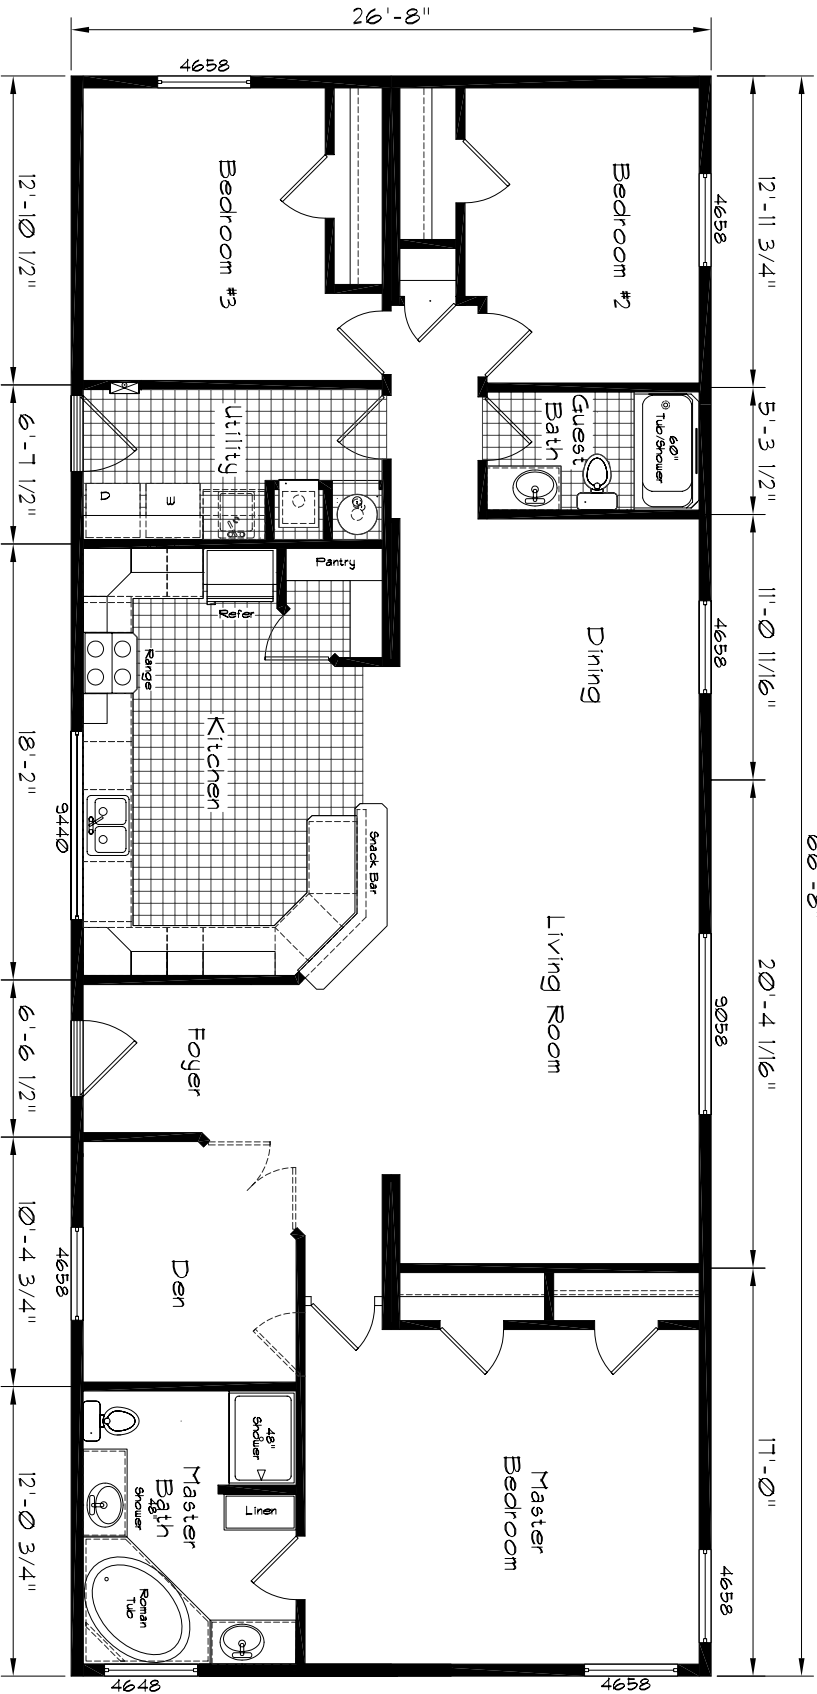 26'-8"
4658
Bedroom #3
Bedroom #2
4658
12'-10 1/2"
12'-11 3/4"
Utility
D
W
Guest
Bath
60"
Tub/Shower
6'-7 1/2"
5'-3 1/2"
Pantry
Refer
Range
Kitchen
Snack Bar
Dining
4658
11'-0 11/16"
18'-2"
9440
66'-8"
Living Room
9058
20'-4 1/16"
Foyer
6'-6 1/2"
Den
4658
10'-4 3/4"
48"
Shower
Linen
Master
Bath
48"
Shower
Roman
Tub
Master
Bedroom
17'-0"
12'-0 3/4"
4658
4648
4658